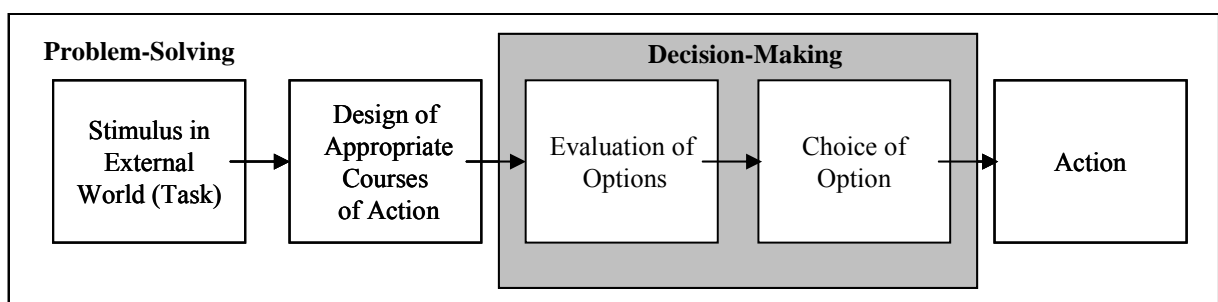 Problem-Solving
Decision-Making
Stimulus in
External
World (Task)
Design of
Appropriate
Courses
of Action
Evaluation of
Options
Choice of
Option
Action